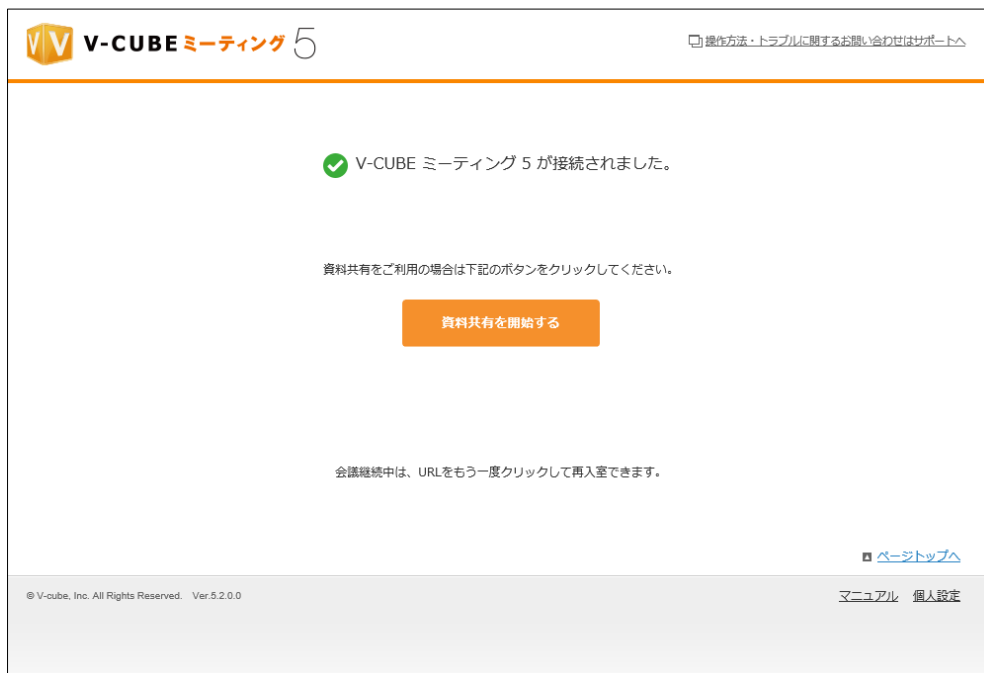 V-CUBE ミーティング 5
操作方法・トラブルに関するお問い合わせはサポートへ
V-CUBE ミーティング 5 が接続されました。
資料共有をご利用の場合は下記のボタンをクリックしてください。
資料共有を開始する
会議継続中は、URLをもう一度クリックして再入室できます。
ページトップへ
© V-cube, Inc. All Rights Reserved. Ver.5.2.0.0
マニュアル 個人設定